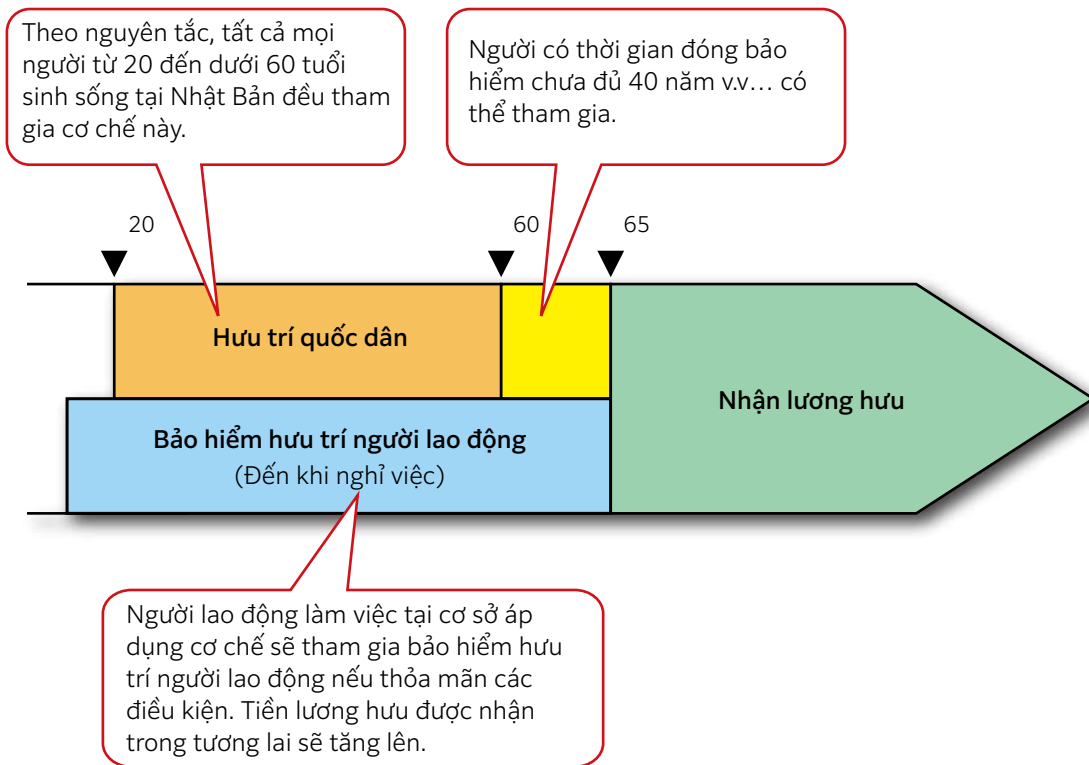 Theo nguyên tắc, tất cả mọi
người từ 20 đến dưới 60 tuổi
sinh sống tại Nhật Bản đều tham
gia cơ chế này.
Người có thời gian đóng bảo
hiểm chưa đủ 40 năm v.v... có
thể tham gia.
20
60
65
Hưu trí quốc dân
Bảo hiểm hưu trí người lao động
(Đến khi nghỉ việc)
Nhận lương hưu
Người lao động làm việc tại cơ sở áp
dụng cơ chế sẽ tham gia bảo hiểm hưu
trí người lao động nếu thỏa mãn các
điều kiện. Tiền lương hưu được nhận
trong tương lai sẽ tăng lên.